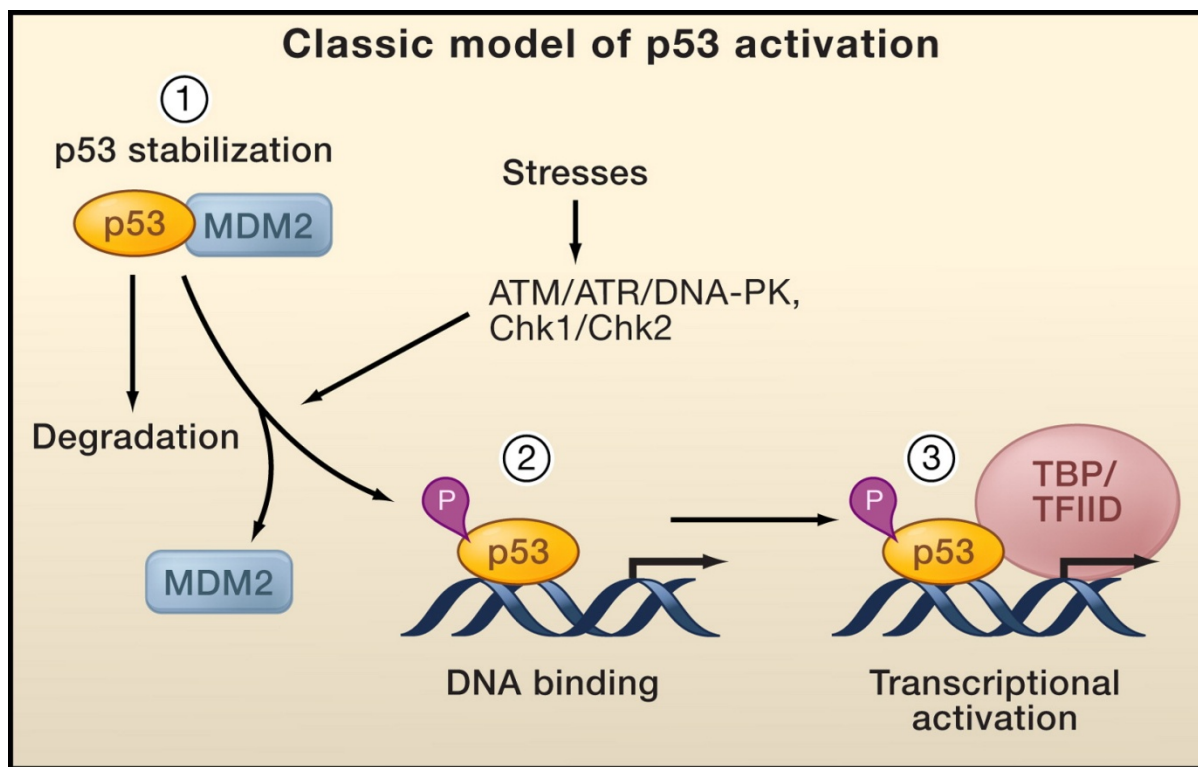 Classic model of p53 activation
1
p53 stabilization
p53 MDM2
Stresses
ATM/ATR/DNA-PK,
Chk1/Chk2
Degradation
MDM2
2
P
p53
DNA binding
3
P
p53
TBP/
TFIID
Transcriptional
activation